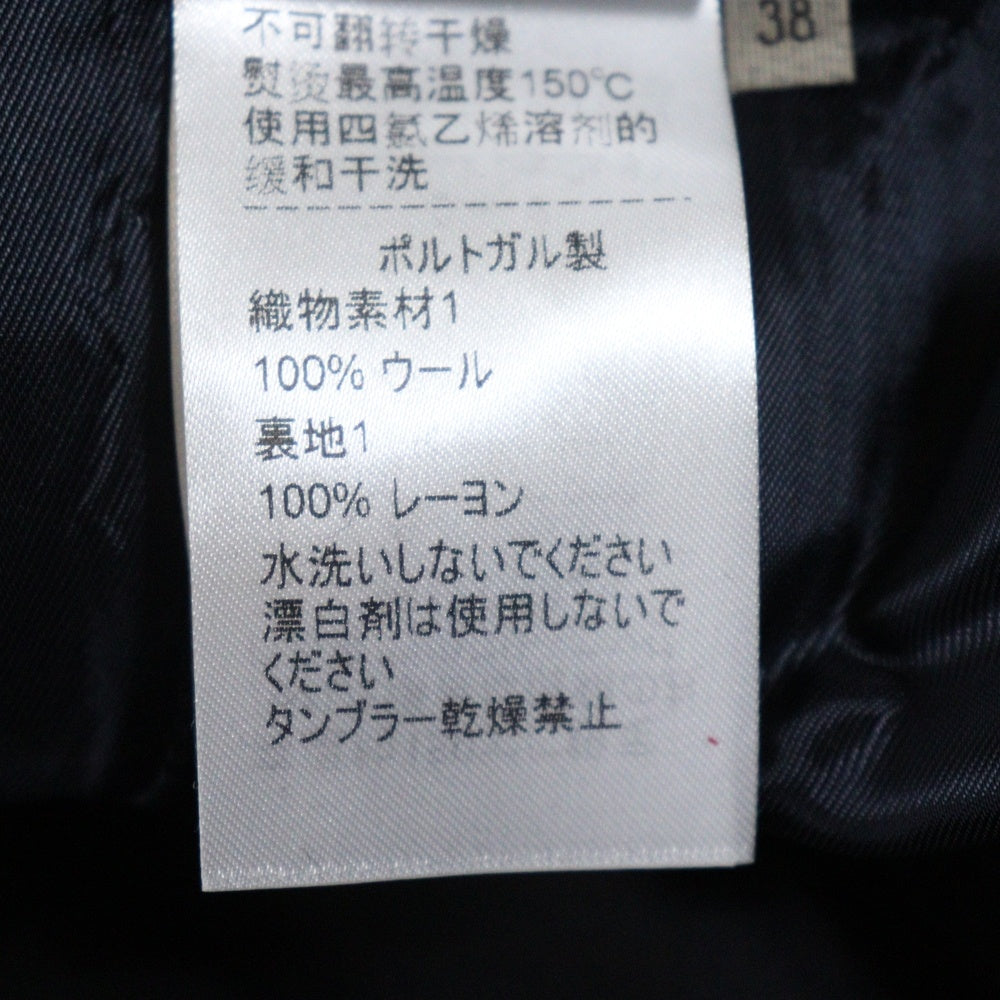 38
不可翻转干燥
熨烫最高温度150℃
使用四氯乙烯溶剂的
缓和干洗
ポルトガル製
織物素材1
100% ウール
裏地1
100% レーヨン
水洗いしないでください
漂白剤は使用しないで
ください
タンブラー乾燥禁止